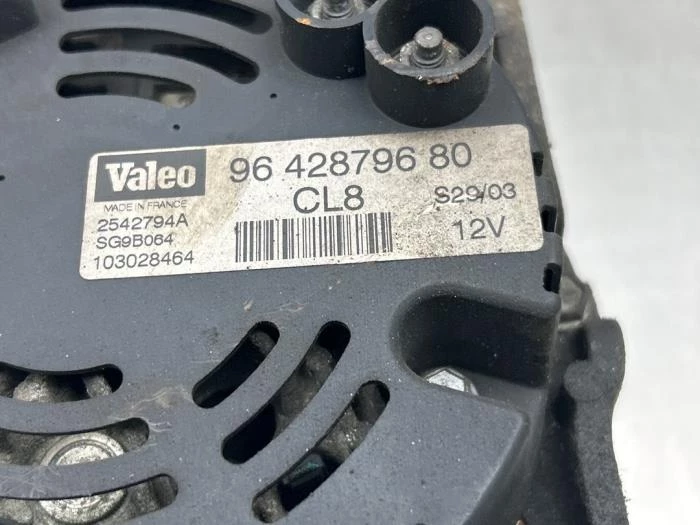 Valeo 96 428796 80
MADE IN FRANCE CL8 S29/03
2542794A
SG9B064 12V
103028464